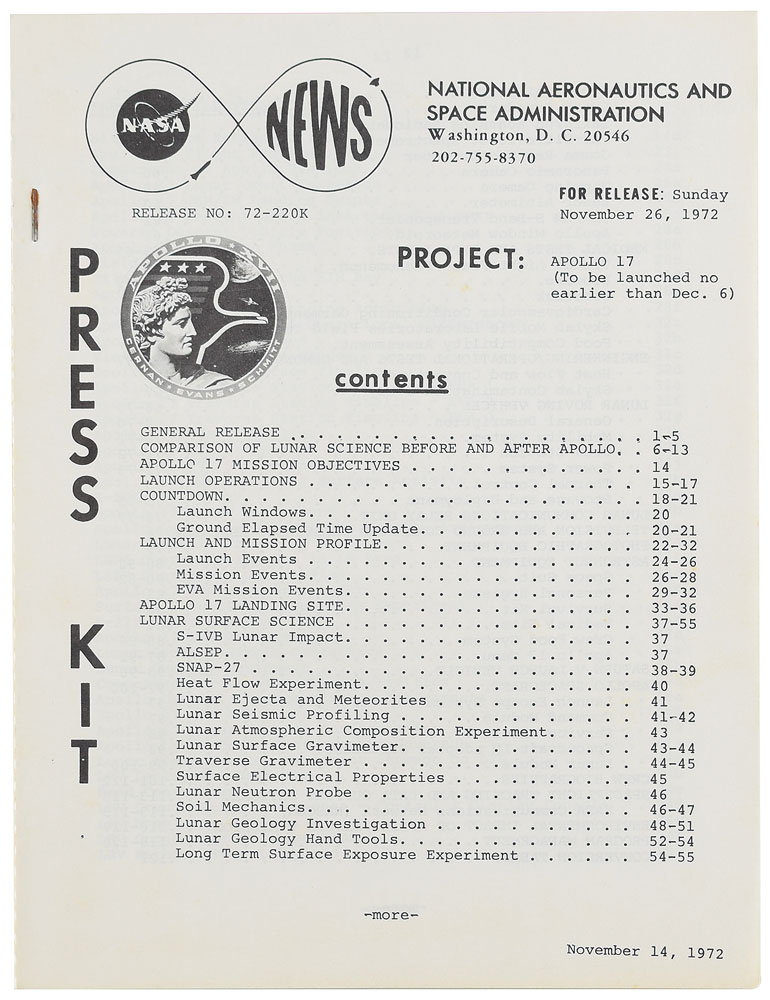 NASA NEWS
NATIONAL AERONAUTICS AND
SPACE ADMINISTRATION
Washington, D. C. 20546
202-755-8370
FOR RELEASE: Sunday
November 26, 1972
RELEASE NO: 72-220K
PRESS KIT
APOLLO XVII
CERNAN · EVANS · SCHMITT
PROJECT: APOLLO 17
(To be launched no
earlier than Dec. 6)
contents
GENERAL RELEASE . . . . . . . . . . . . . . . . . . 1-5
COMPARISON OF LUNAR SCIENCE BEFORE AND AFTER APOLLO. . 6-13
APOLLO 17 MISSION OBJECTIVES . . . . . . . . . . . . 14
LAUNCH OPERATIONS . . . . . . . . . . . . . . . . . 15-17
COUNTDOWN. . . . . . . . . . . . . . . . . . . . . 18-21
Launch Windows. . . . . . . . . . . . . . . . . 20
Ground Elapsed Time Update. . . . . . . . . . . 20-21
LAUNCH AND MISSION PROFILE. . . . . . . . . . . . . 22-32
Launch Events . . . . . . . . . . . . . . . . . 24-26
Mission Events. . . . . . . . . . . . . . . . . 26-28
EVA Mission Events. . . . . . . . . . . . . . . 29-32
APOLLO 17 LANDING SITE. . . . . . . . . . . . . . . 33-36
LUNAR SURFACE SCIENCE . . . . . . . . . . . . . . . 37-55
S-IVB Lunar Impact. . . . . . . . . . . . . . . 37
ALSEP. . . . . . . . . . . . . . . . . . . . . 37
SNAP-27 . . . . . . . . . . . . . . . . . . . . 38-39
Heat Flow Experiment. . . . . . . . . . . . . . 40
Lunar Ejecta and Meteorites . . . . . . . . . . 41
Lunar Seismic Profiling . . . . . . . . . . . . 41-42
Lunar Atmospheric Composition Experiment. . . . 43
Lunar Surface Gravimeter. . . . . . . . . . . . 43-44
Traverse Gravimeter . . . . . . . . . . . . . . 44-45
Surface Electrical Properties . . . . . . . . . 45
Lunar Neutron Probe . . . . . . . . . . . . . . 46
Soil Mechanics. . . . . . . . . . . . . . . . . 46-47
Lunar Geology Investigation . . . . . . . . . . 48-51
Lunar Geology Hand Tools. . . . . . . . . . . . 52-54
Long Term Surface Exposure Experiment . . . . . 54-55
-more-
November 14, 1972